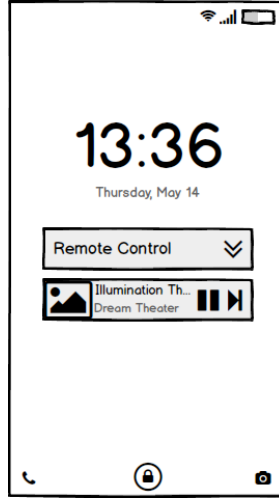 13:36
Thursday, May 14
Remote Control
Illumination Th...
Dream Theater